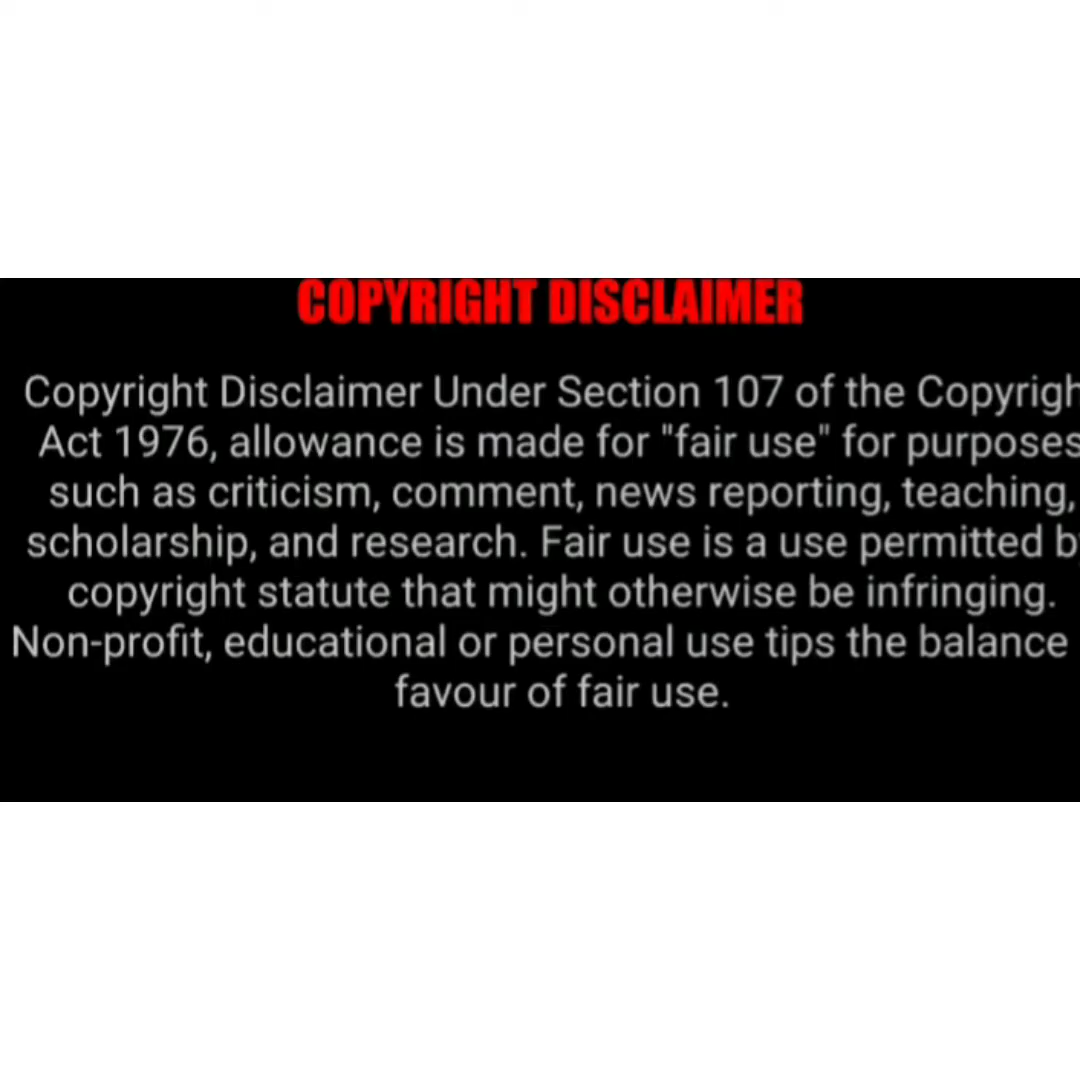 COPYRIGHT DISCLAIMER
Copyright Disclaimer Under Section 107 of the Copyrigh
Act 1976, allowance is made for "fair use" for purposes
such as criticism, comment, news reporting, teaching,
scholarship, and research. Fair use is a use permitted b
copyright statute that might otherwise be infringing.
Non-profit, educational or personal use tips the balance
favour of fair use.